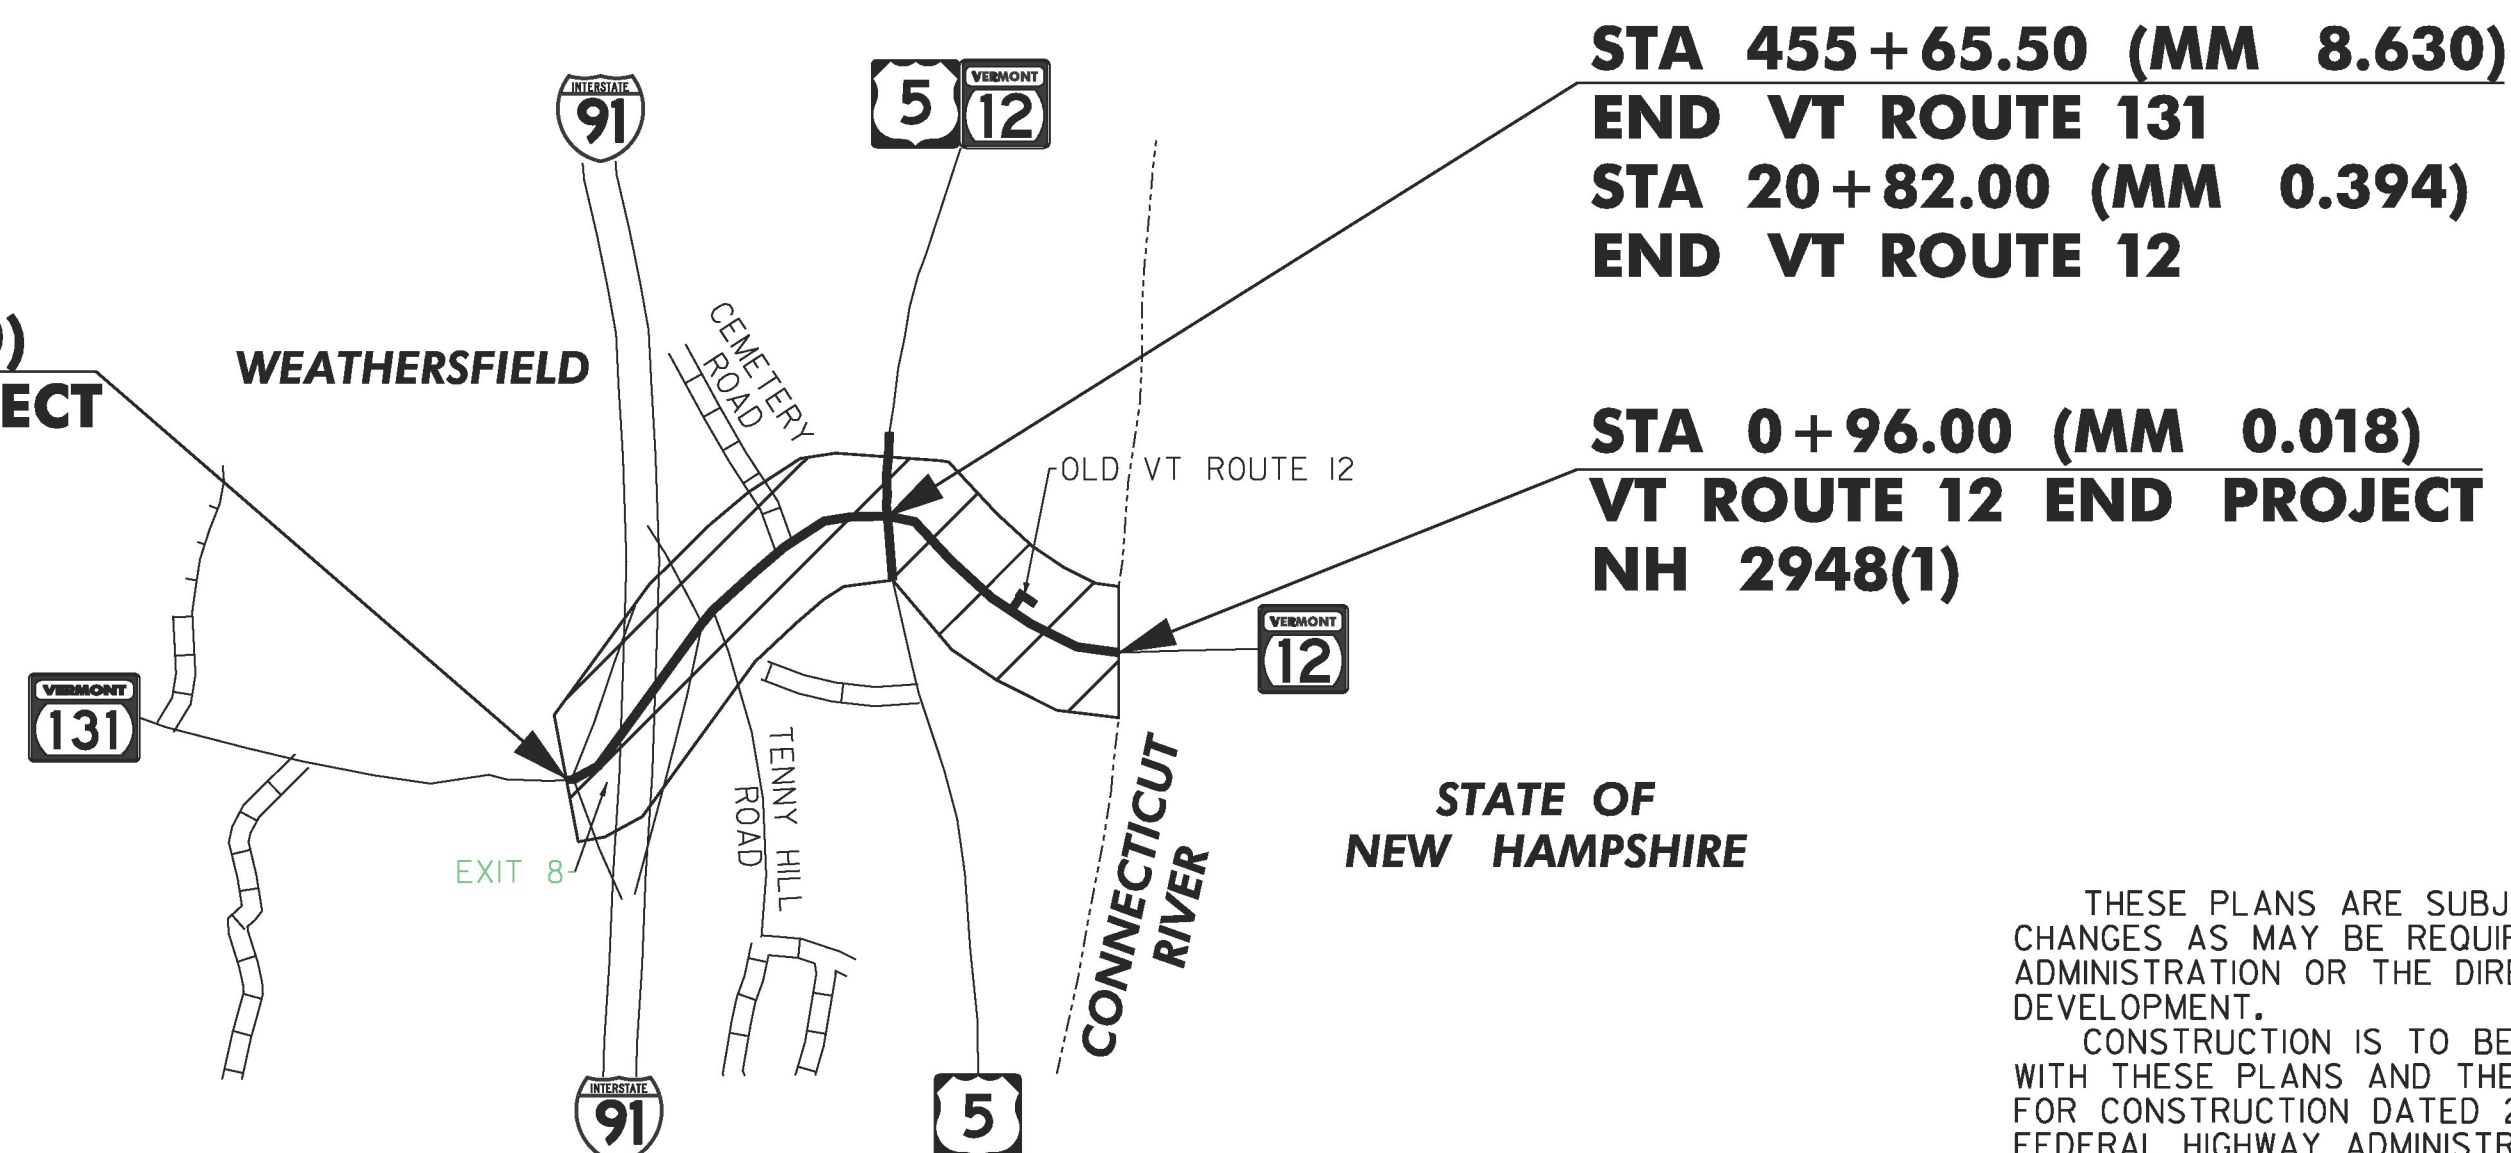 STA 455+65.50 (MM 8.630)
END VT ROUTE 131
STA 20+82.00 (MM 0.394)
END VT ROUTE 12
INTERSTATE
91
5
VERMONT
12
)
ECT
WEATHERSFIELD
CEMETERY
ROAD
OLD VT ROUTE 12
STA 0+96.00 (MM 0.018)
VT ROUTE 12 END PROJECT
NH 2948(1)
VERMONT
12
VERMONT
131
TENNY HILL
ROAD
EXIT 8
CONNECTICUT
RIVER
STATE OF
NEW HAMPSHIRE
INTERSTATE
91
5
THESE PLANS ARE SUBJ
CHANGES AS MAY BE REQUIR
ADMINISTRATION OR THE DIRE
DEVELOPMENT.
CONSTRUCTION IS TO BE
WITH THESE PLANS AND THE
FOR CONSTRUCTION DATED 2
FEDERAL HIGHWAY ADMINISTR